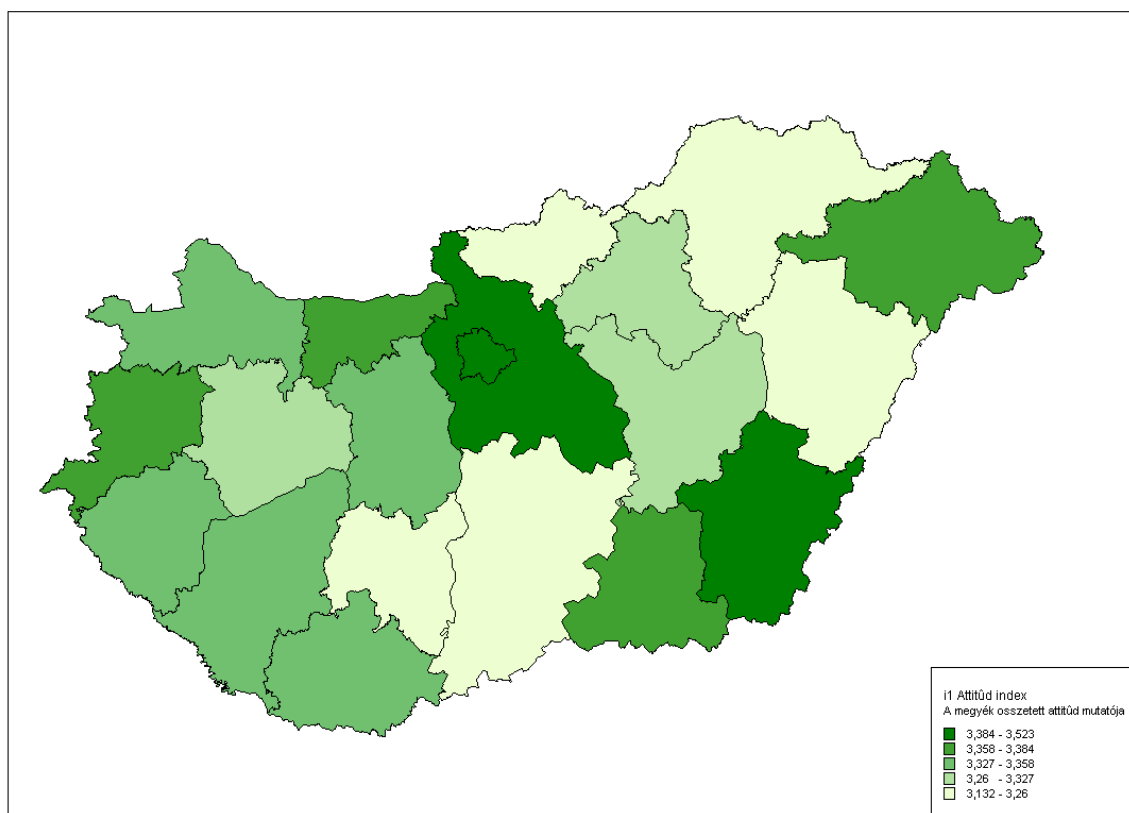 i1 Attitûd index
A megyék osszetett attitûd mutatója
3,384 - 3,523
3,358 - 3,384
3,327 - 3,358
3,26 - 3,327
3,132 - 3,26